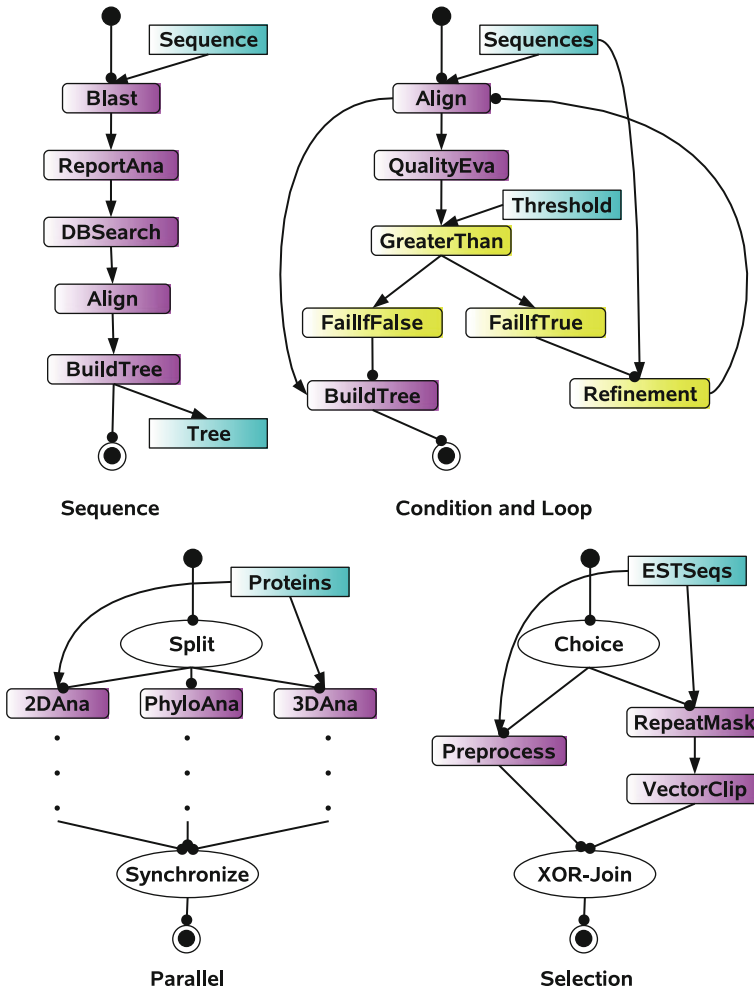 Sequence
Blast
ReportAna
DBSearch
Align
BuildTree
Tree
Sequence
Sequences
Align
QualityEva
Threshold
GreaterThan
FailIfFalse
FailIfTrue
BuildTree
Refinement
Condition and Loop
Proteins
Split
2DAna
PhyloAna
3DAna
Synchronize
Parallel
ESTSeqs
Choice
RepeatMask
Preprocess
VectorClip
XOR-Join
Selection